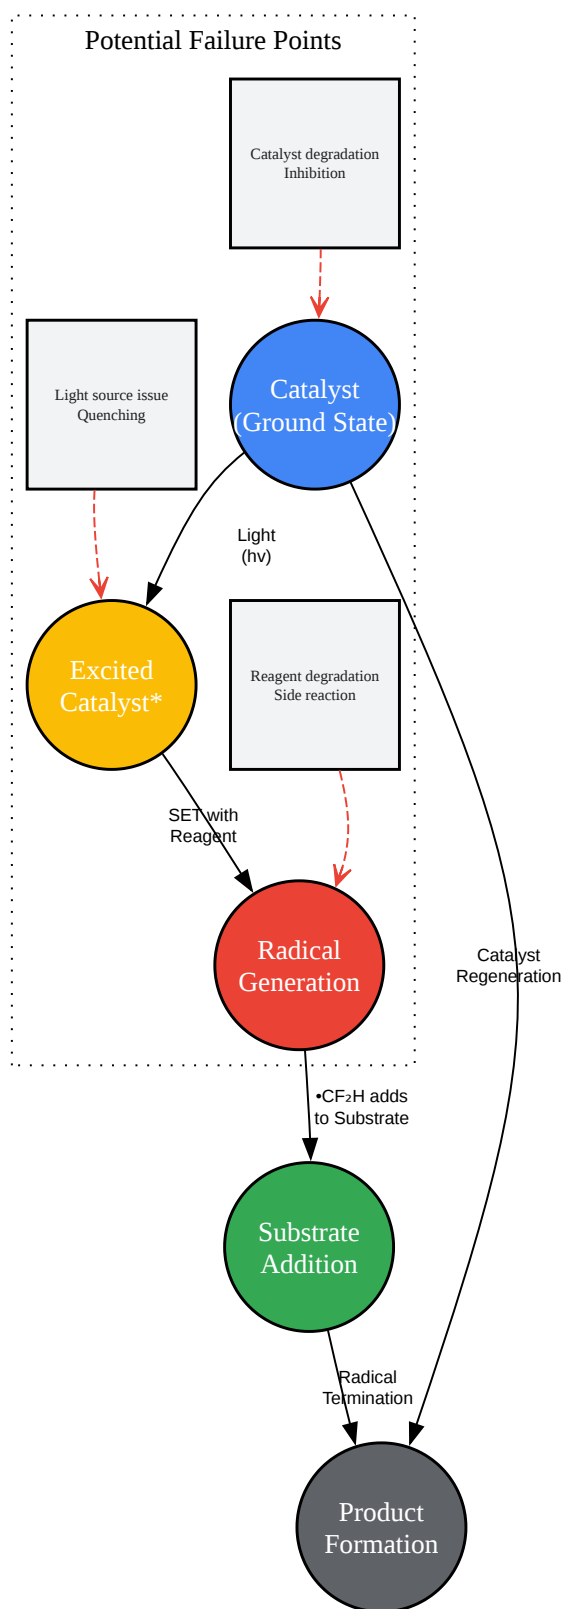 Potential Failure Points
Catalyst degradation
Inhibition
Light source issue
Quenching
Catalyst
(Ground State)
Light
(hv)
Excited
Catalyst*
Reagent degradation
Side reaction
SET with
Reagent
Radical
Generation
Catalyst
Regeneration
•CF₂H adds
to Substrate
Substrate
Addition
Radical
Termination
Product
Formation